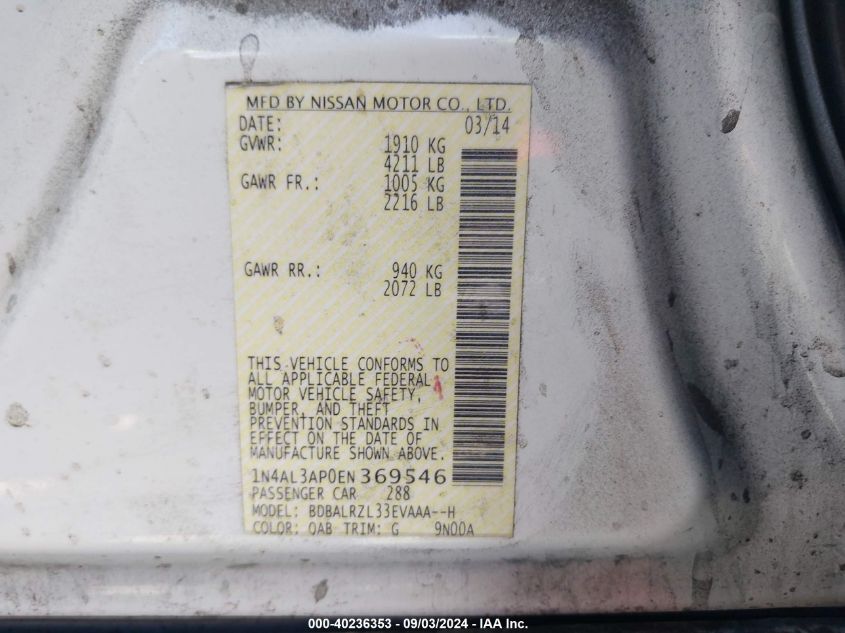 MFD BY NISSAN MOTOR CO., LTD.
DATE: 03/14
GVWR: 1910 KG
4211 LB
GAWR FR.: 1005 KG
2216 LB
GAWR RR.: 940 KG
2072 LB
THIS VEHICLE CONFORMS TO
ALL APPLICABLE FEDERAL
MOTOR VEHICLE SAFETY,
BUMPER, AND THEFT
PREVENTION STANDARDS IN
EFFECT ON THE DATE OF
MANUFACTURE SHOWN ABOVE.
1N4AL3AP0EN369546
PASSENGER CAR 288
MODEL: BDBALRZL33EVAAA--H
COLOR: QAB TRIM: G 9N00A
000-40236353 - 09/03/2024 - IAA Inc.